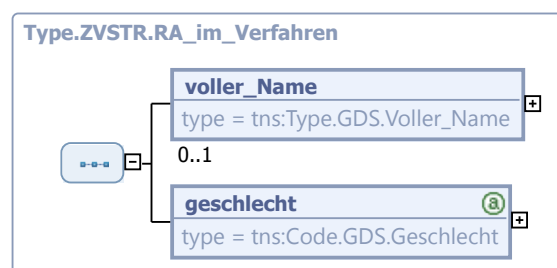 Type.ZVSTR.RA_im_Verfahren
voller_Name
type = tns:Type.GDS.Voller_Name
0..1
geschlecht a
type = tns:Code.GDS.Geschlecht